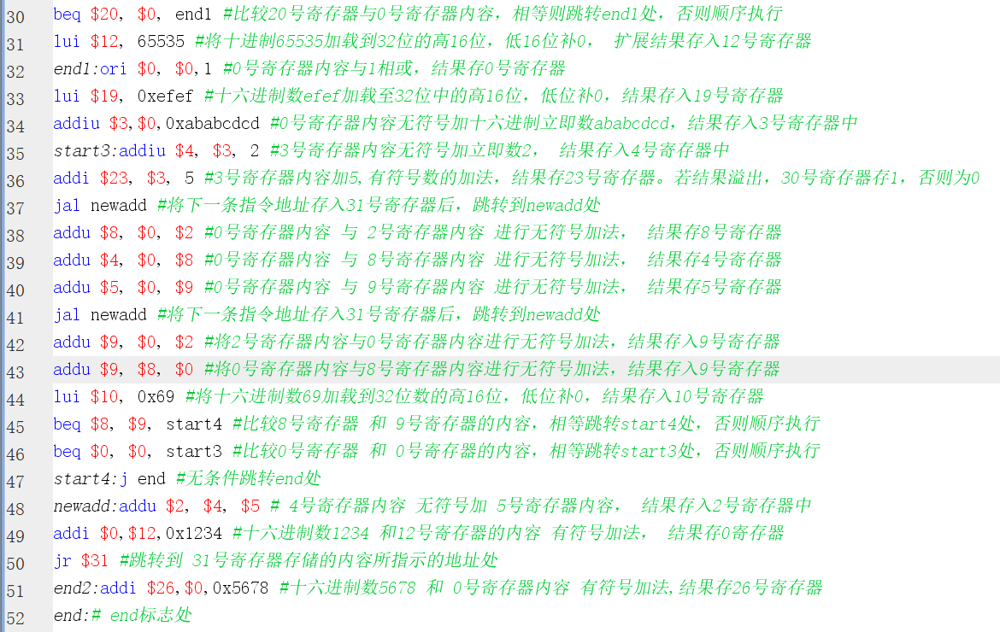 30 beq $20, $0, end1 #比较20号寄存器与0号寄存器内容，相等则跳转end1处，否则顺序执行
31 lui $12, 65535 #将十进制65535加载到32位的高16位，低16位补0， 扩展结果存入12号寄存器
32 end1:ori $0, $0,1 #0号寄存器内容与1相或，结果存0号寄存器
33 lui $19, 0xefef #十六进制数efef加载至32位中的高16位，低位补0，结果存入19号寄存器
34 addiu $3,$0,0xababcdcd #0号寄存器内容无符号加十六进制立即数ababcdcd，结果存入3号寄存器中
35 start3:addiu $4, $3, 2 #3号寄存器内容无符号加立即数2， 结果存入4号寄存器中
36 addi $23, $3, 5 #3号寄存器内容加5,有符号数的加法，结果存23号寄存器。若结果溢出，30号寄存器存1，否则为0
37 jal newadd #将下一条指令地址存入31号寄存器后，跳转到newadd处
38 addu $8, $0, $2 #0号寄存器内容 与 2号寄存器内容 进行无符号加法， 结果存8号寄存器
39 addu $4, $0, $8 #0号寄存器内容 与 8号寄存器内容 进行无符号加法， 结果存4号寄存器
40 addu $5, $0, $9 #0号寄存器内容 与 9号寄存器内容 进行无符号加法， 结果存5号寄存器
41 jal newadd #将下一条指令地址存入31号寄存器后，跳转到newadd处
42 addu $9, $0, $2 #将2号寄存器内容与0号寄存器内容进行无符号加法，结果存入9号寄存器
43 addu $9, $8, $0 #将0号寄存器内容与8号寄存器内容进行无符号加法，结果存入9号寄存器
44 lui $10, 0x69 #将十六进制数69加载到32位数的高16位，低位补0，结果存入10号寄存器
45 beq $8, $9, start4 #比较8号寄存器 和 9号寄存器的内容，相等跳转start4处，否则顺序执行
46 beq $0, $0, start3 #比较0号寄存器 和 0号寄存器的内容，相等跳转start3处，否则顺序执行
47 start4:j end #无条件跳转end处
48 newadd:addu $2, $4, $5 # 4号寄存器内容 无符号加 5号寄存器内容， 结果存入2号寄存器中
49 addi $0,$12,0x1234 #十六进制数1234 和12号寄存器的内容 有符号加法， 结果存0寄存器
50 jr $31 #跳转到 31号寄存器存储的内容所指示的地址处
51 end2:addi $26,$0,0x5678 #十六进制数5678 和 0号寄存器内容 有符号加法,结果存26号寄存器
52 end:# end标志处